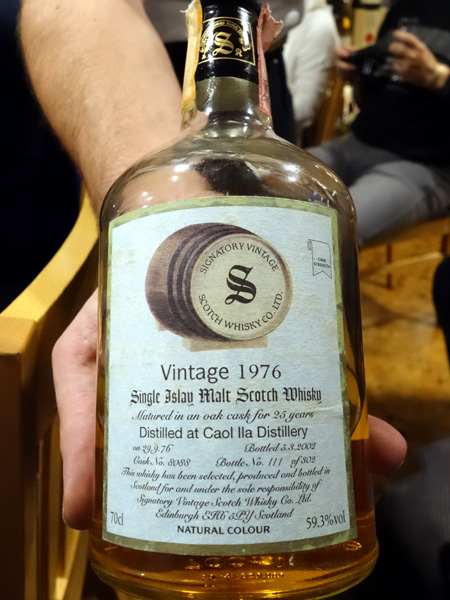 S
SIGNATORY VINTAGE
S
SCOTCH WHISKY CO. LTD.
CASK
STRENGTH
Vintage 1976
Single Islay Malt Scotch Whisky
Matured in an oak cask for 25 years
Distilled at Caol Ila Distillery
on 29.9.76 Bottled 5.3.2002
Cask No. 8088 Bottle No. 111 of 302
This whisky has been selected, produced and bottled in
Scotland for and under the sole responsibility of
Signatory Vintage Scotch Whisky Co. Ltd.
Edinburgh EH6 5PY Scotland
70cl 59.3%vol
NATURAL COLOUR